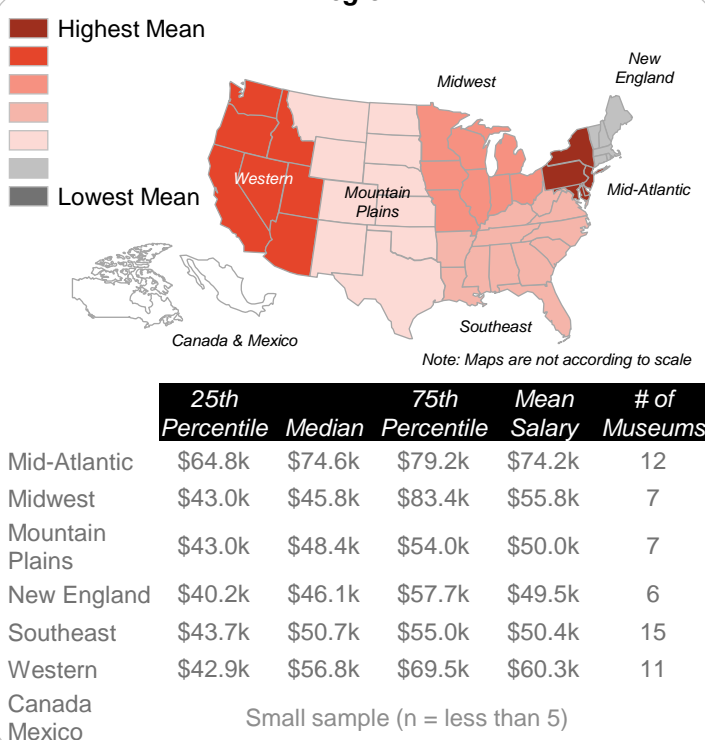 Highest Mean
New
England
Midwest
Western
Mountain
Plains
Mid-Atlantic
Lowest Mean
Canada & Mexico
Southeast
Note: Maps are not according to scale
25th Percentile Median 75th Percentile Mean Salary # of Museums
Mid-Atlantic $64.8k $74.6k $79.2k $74.2k 12
Midwest $43.0k $45.8k $83.4k $55.8k 7
Mountain Plains $43.0k $48.4k $54.0k $50.0k 7
New England $40.2k $46.1k $57.7k $49.5k 6
Southeast $43.7k $50.7k $55.0k $50.4k 15
Western $42.9k $56.8k $69.5k $60.3k 11
Canada
Mexico
Small sample (n = less than 5)